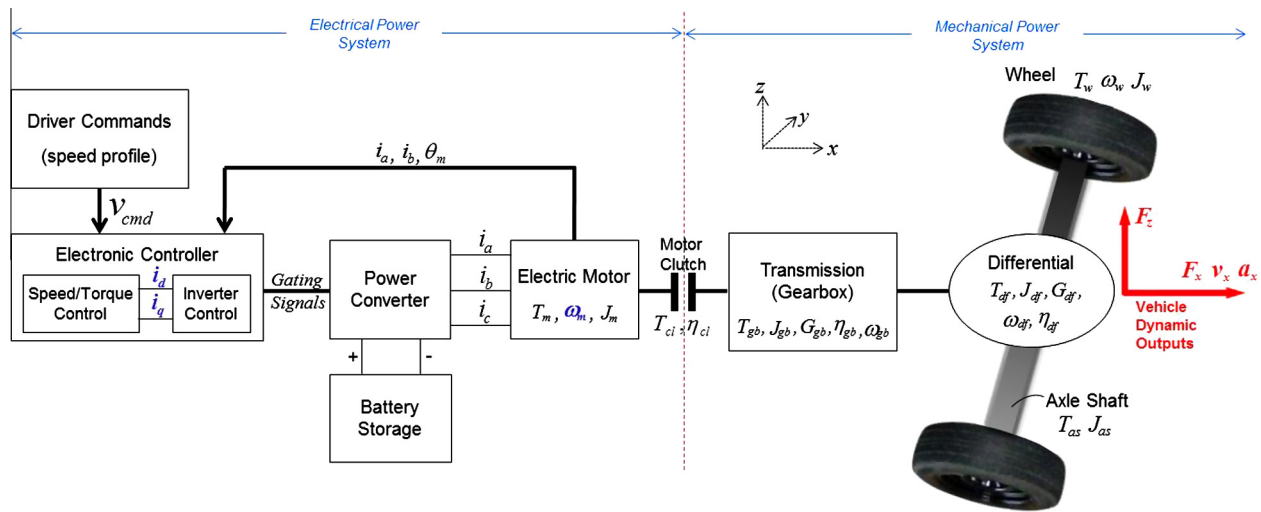 Electrical Power
System
Mechanical Power
System
Driver Commands
(speed profile)
v_cmd
i_a, i_b, θ_m
Electronic Controller
Speed/Torque
Control
i_d
i_q
Inverter
Control
Gating
Signals
Power
Converter
+ -
Battery
Storage
i_a
i_b
i_c
Electric Motor
T_m, ω_m, J_m
Motor
Clutch
T_cl, η_cl
z
y
x
Transmission
(Gearbox)
T_gb, J_gb, G_gb, η_gb, ω_gb
Wheel
T_w ω_w J_w
Differential
T_df, J_df, G_df,
ω_df, η_df
Axle Shaft
T_as J_as
F_z
F_x v_x a_x
Vehicle
Dynamic
Outputs